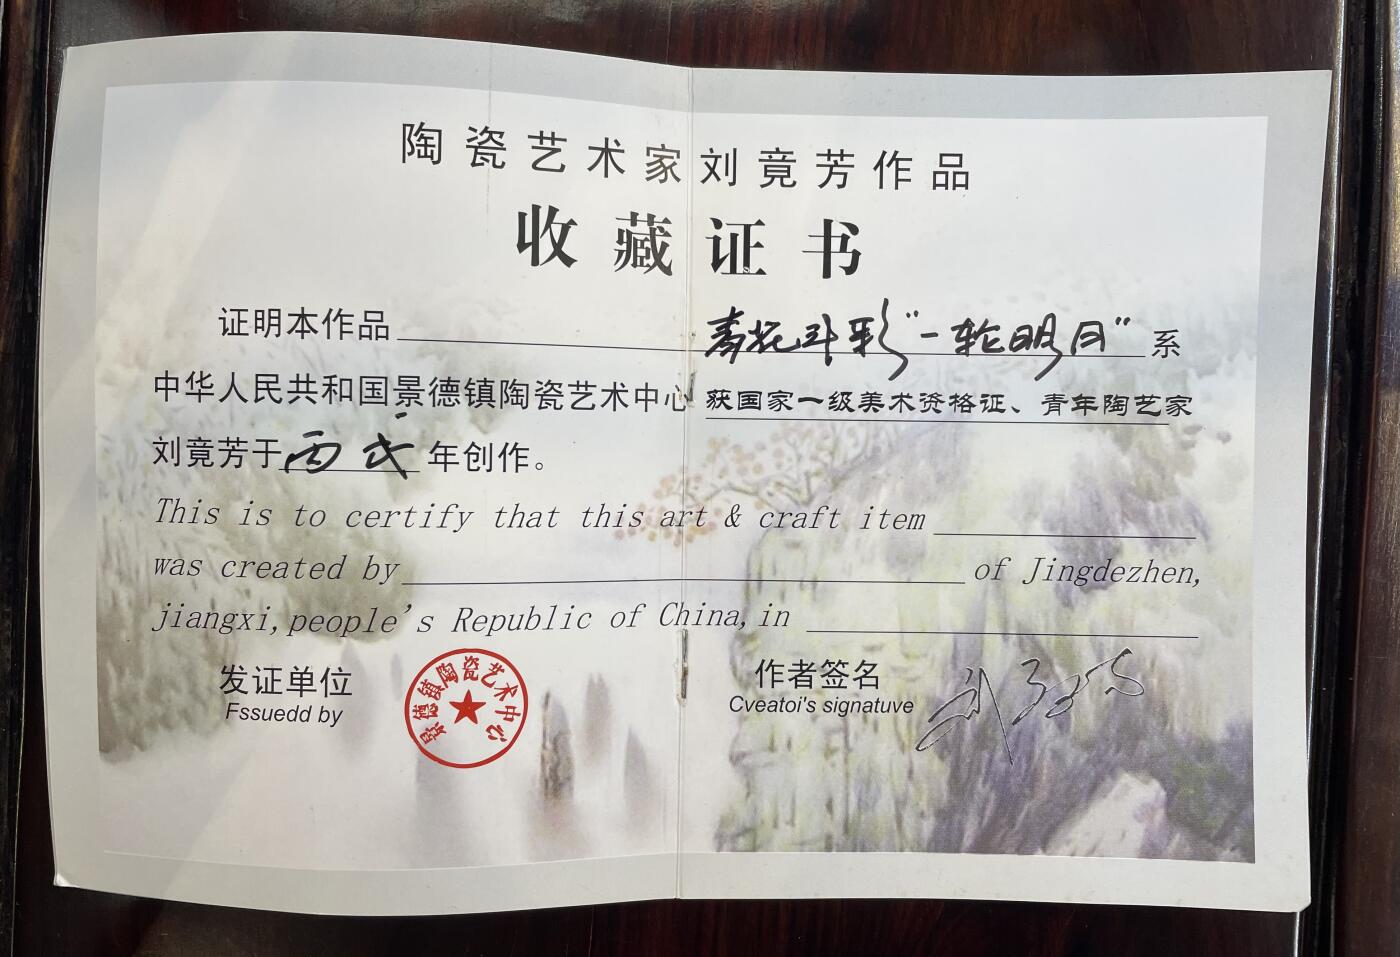 陶瓷艺术家刘竟芳作品
收藏证书
证明本作品 青花斗彩“一轮明月” 系
中华人民共和国景德镇陶瓷艺术中心 获国家一级美术资格证、青年陶艺家
刘竟芳于 丙戌 年创作。
This is to certify that this art & craft item
was created by of Jingdezhen,
jiangxi,people's Republic of China,in
发证单位
Fssuedd by
景德镇陶瓷艺术中心
作者签名
Cveatoi's signatuve